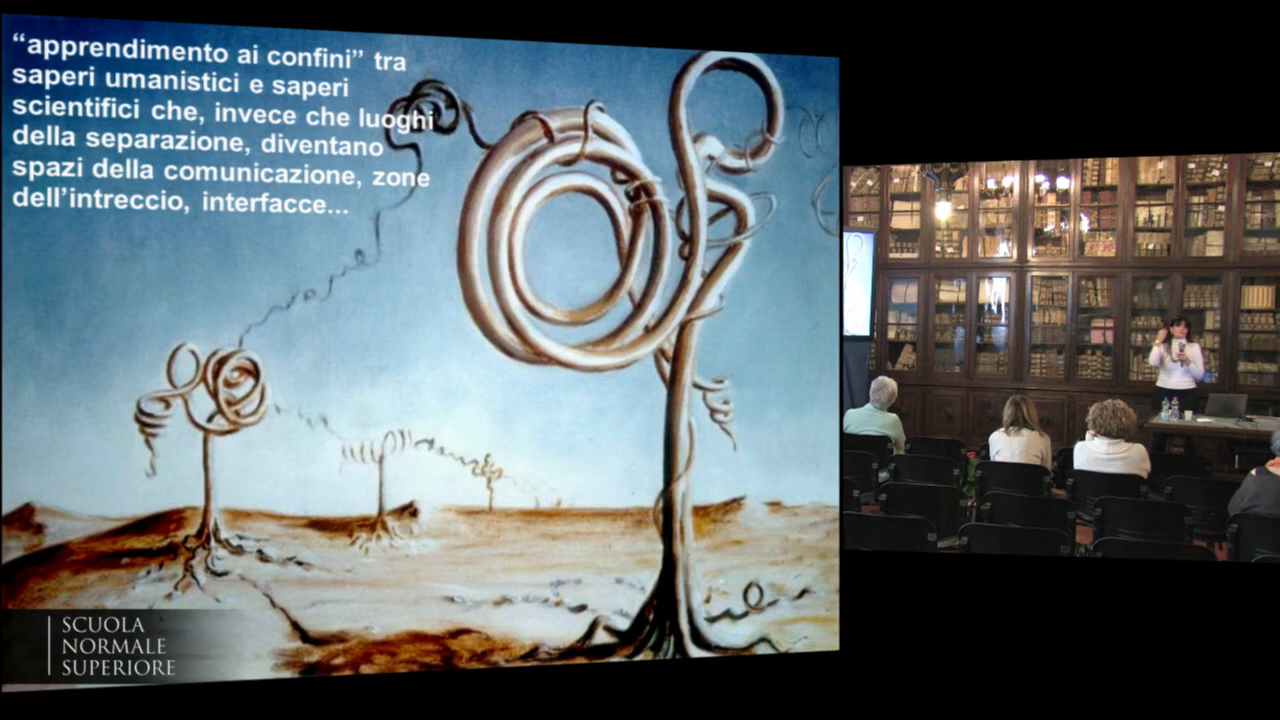 “apprendimento ai confini” tra
saperi umanistici e saperi
scientifici che, invece che luoghi
della separazione, diventano
spazi della comunicazione, zone
dell’intreccio, interfacce...
SCUOLA
NORMALE
SUPERIORE